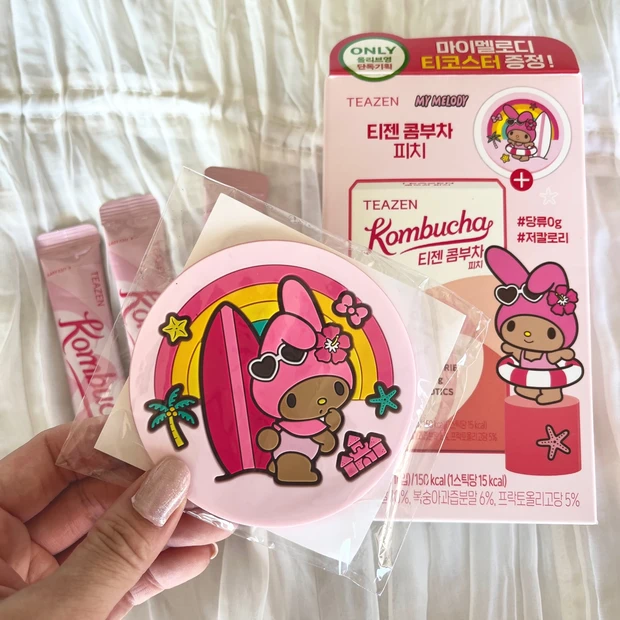 ONLY
올리브영
단독기획
마이멜로디
티코스터 증정!
TEAZEN
MY MELODY
티젠 콤부차
피치
+
TEAZEN
Kombucha
티젠 콤부차
피치
#당류0g
#저칼로리
/150 kcal (1스틱당 15 kcal)
%, 복숭아과즙분말 6%, 프락토올리고당 5%
TEAZEN
Kombucha